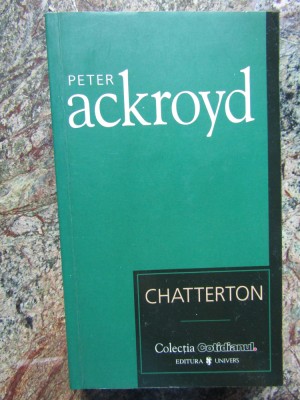 PETER
ackroyd
CHATTERTON
Colecția Cotidianul.
EDITURA UNIVERS